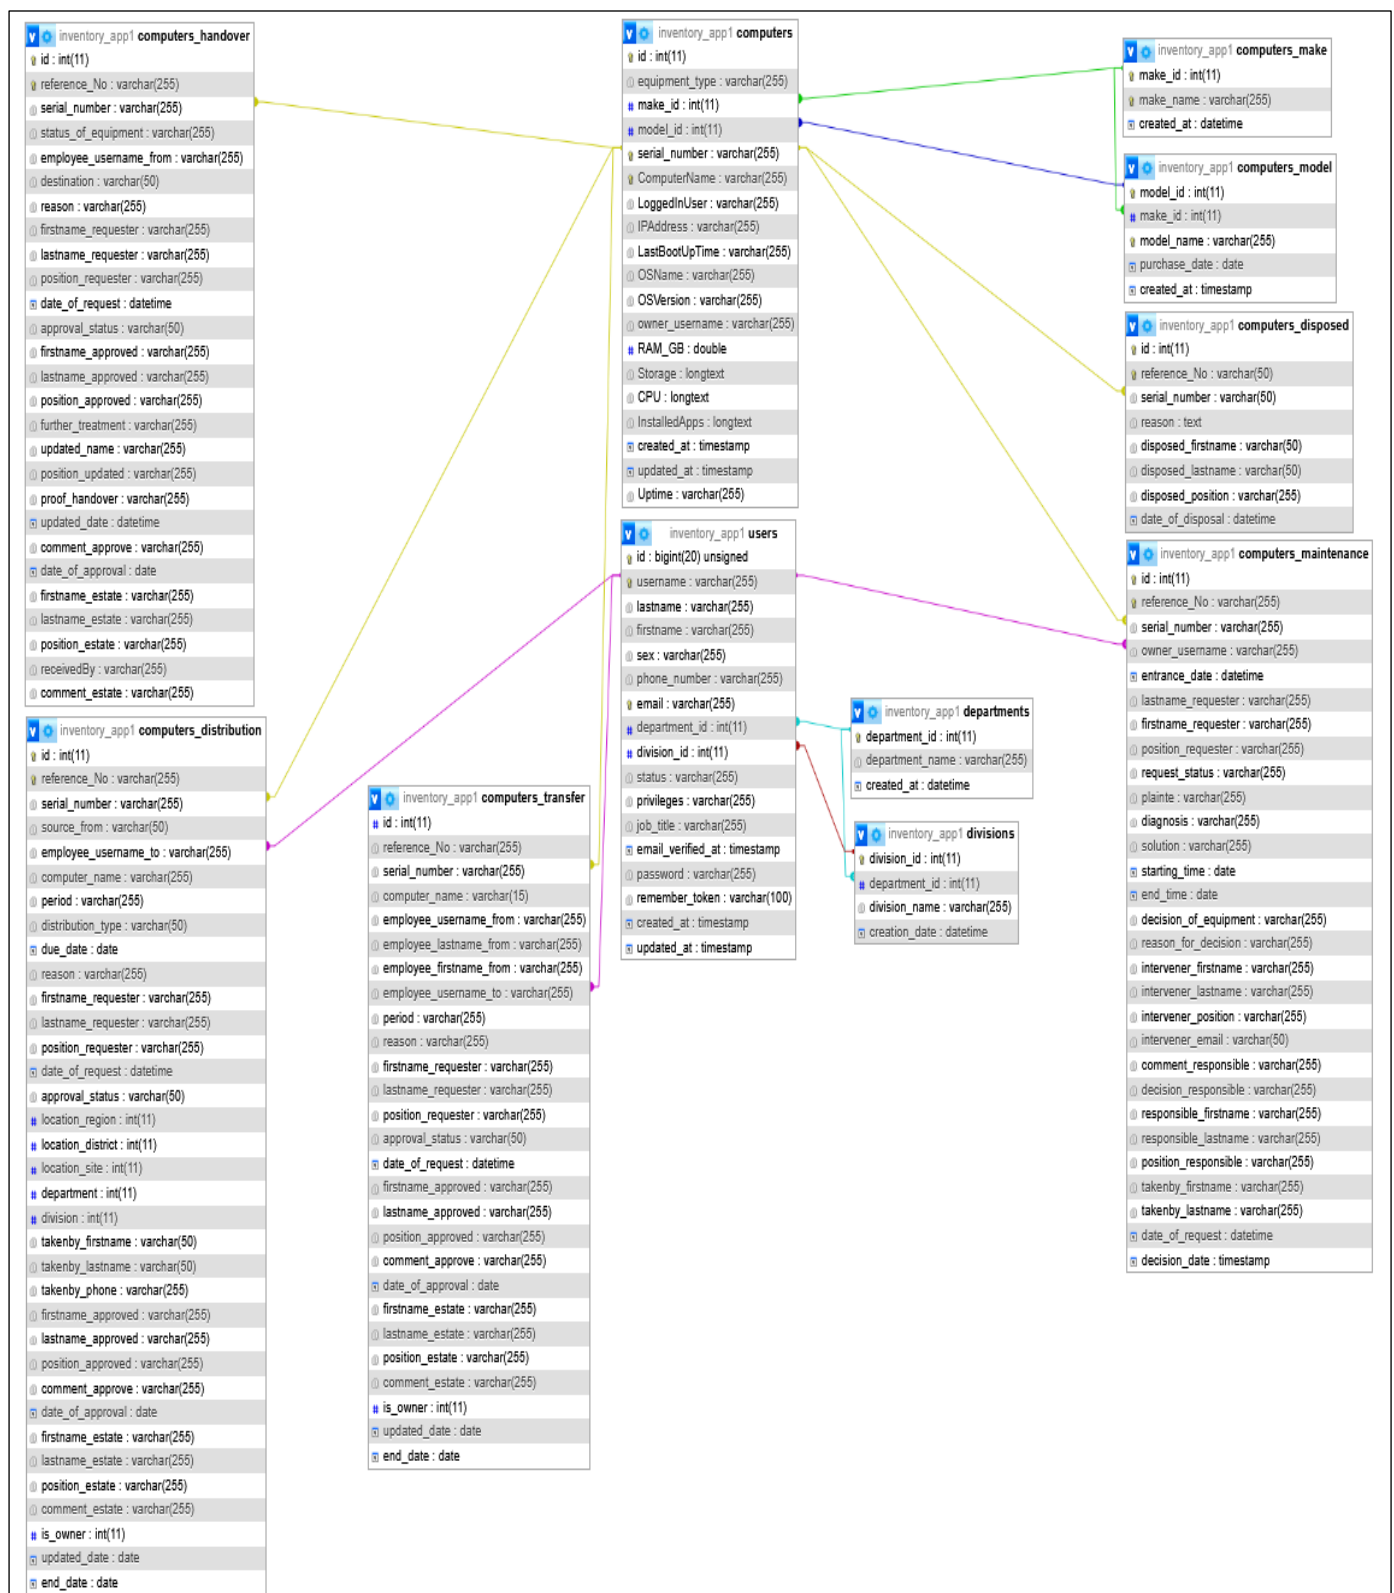 inventory_app1 computers_handover
id : int(11)
reference_No : varchar(255)
serial_number : varchar(255)
status_of_equipment : varchar(255)
employee_username_from : varchar(255)
destination : varchar(50)
reason : varchar(255)
firstname_requester : varchar(255)
lastname_requester : varchar(255)
position_requester : varchar(255)
date_of_request : datetime
approval_status : varchar(50)
firstname_approved : varchar(255)
lastname_approved : varchar(255)
position_approved : varchar(255)
further_treatment : varchar(255)
updated_name : varchar(255)
position_updated : varchar(255)
proof_handover : varchar(255)
updated_date : datetime
comment_approve : varchar(255)
date_of_approval : date
firstname_estate : varchar(255)
lastname_estate : varchar(255)
position_estate : varchar(255)
receivedBy : varchar(255)
comment_estate : varchar(255)
inventory_app1 computers_distribution
id : int(11)
reference_No : varchar(255)
serial_number : varchar(255)
source_from : varchar(50)
employee_username_to : varchar(255)
computer_name : varchar(255)
period : varchar(255)
distribution_type : varchar(50)
due_date : date
reason : varchar(255)
firstname_requester : varchar(255)
lastname_requester : varchar(255)
position_requester : varchar(255)
date_of_request : datetime
approval_status : varchar(50)
location_region : int(11)
location_district : int(11)
location_site : int(11)
department : int(11)
division : int(11)
takenby_firstname : varchar(50)
takenby_lastname : varchar(50)
takenby_phone : varchar(255)
firstname_approved : varchar(255)
lastname_approved : varchar(255)
position_approved : varchar(255)
comment_approve : varchar(255)
date_of_approval : date
firstname_estate : varchar(255)
lastname_estate : varchar(255)
position_estate : varchar(255)
comment_estate : varchar(255)
is_owner : int(11)
updated_date : date
end_date : date
inventory_app1 computers_transfer
id : int(11)
reference_No : varchar(255)
serial_number : varchar(255)
computer_name : varchar(15)
employee_username_from : varchar(255)
employee_lastname_from : varchar(255)
employee_firstname_from : varchar(255)
employee_username_to : varchar(255)
period : varchar(255)
reason : varchar(255)
firstname_requester : varchar(255)
lastname_requester : varchar(255)
position_requester : varchar(255)
approval_status : varchar(50)
date_of_request : datetime
firstname_approved : varchar(255)
lastname_approved : varchar(255)
position_approved : varchar(255)
comment_approve : varchar(255)
date_of_approval : date
firstname_estate : varchar(255)
lastname_estate : varchar(255)
position_estate : varchar(255)
comment_estate : varchar(255)
is_owner : int(11)
updated_date : date
end_date : date
inventory_app1 computers
id : int(11)
equipment_type : varchar(255)
make_id : int(11)
model_id : int(11)
serial_number : varchar(255)
ComputerName : varchar(255)
LoggedInUser : varchar(255)
IPAddress : varchar(255)
LastBootUpTime : varchar(255)
OSName : varchar(255)
OSVersion : varchar(255)
owner_username : varchar(255)
RAM_GB : double
Storage : longtext
CPU : longtext
InstalledApps : longtext
created_at : timestamp
updated_at : timestamp
Uptime : varchar(255)
inventory_app1 users
id : bigint(20) unsigned
username : varchar(255)
lastname : varchar(255)
firstname : varchar(255)
sex : varchar(255)
phone_number : varchar(255)
email : varchar(255)
department_id : int(11)
division_id : int(11)
status : varchar(255)
privileges : varchar(255)
job_title : varchar(255)
email_verified_at : timestamp
password : varchar(255)
remember_token : varchar(100)
created_at : timestamp
updated_at : timestamp
inventory_app1 departments
department_id : int(11)
department_name : varchar(255)
created_at : datetime
inventory_app1 divisions
division_id : int(11)
department_id : int(11)
division_name : varchar(255)
creation_date : datetime
inventory_app1 computers_make
make_id : int(11)
make_name : varchar(255)
created_at : datetime
inventory_app1 computers_model
model_id : int(11)
make_id : int(11)
model_name : varchar(255)
purchase_date : date
created_at : timestamp
inventory_app1 computers_disposed
id : int(11)
reference_No : varchar(50)
serial_number : varchar(50)
reason : text
disposed_firstname : varchar(50)
disposed_lastname : varchar(50)
disposed_position : varchar(255)
date_of_disposal : datetime
inventory_app1 computers_maintenance
id : int(11)
reference_No : varchar(255)
serial_number : varchar(255)
owner_username : varchar(255)
entrance_date : datetime
lastname_requester : varchar(255)
firstname_requester : varchar(255)
position_requester : varchar(255)
request_status : varchar(255)
plainte : varchar(255)
diagnosis : varchar(255)
solution : varchar(255)
starting_time : date
end_time : date
decision_of_equipment : varchar(255)
reason_for_decision : varchar(255)
intervener_firstname : varchar(255)
intervener_lastname : varchar(255)
intervener_position : varchar(255)
intervener_email : varchar(50)
comment_responsible : varchar(255)
decision_responsible : varchar(255)
responsible_firstname : varchar(255)
responsible_lastname : varchar(255)
position_responsible : varchar(255)
takenby_firstname : varchar(255)
takenby_lastname : varchar(255)
date_of_request : datetime
decision_date : timestamp